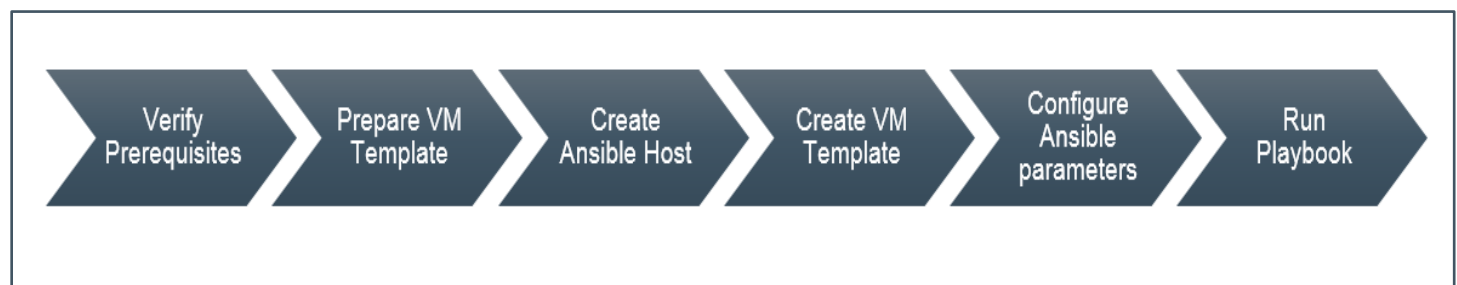 Verify
Prerequisites
Prepare VM
Template
Create
Ansible Host
Create VM
Template
Configure
Ansible
parameters
Run
Playbook